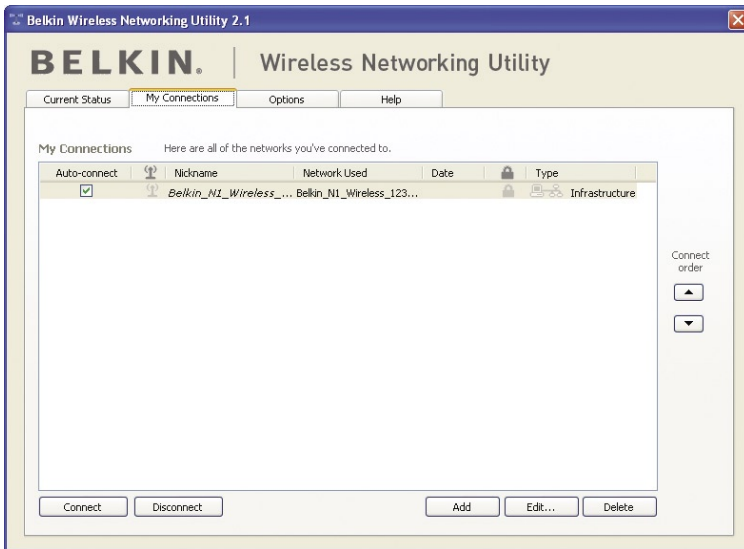 Belkin Wireless Networking Utility 2.1
BELKIN® | Wireless Networking Utility
Current Status My Connections Options Help
My Connections Here are all of the networks you've connected to.
Auto-connect Nickname Network Used Date Type
Belkin_N1_Wireless_... Belkin_N1_Wireless_123... Infrastructure
Connect
order
Connect Disconnect Add Edit... Delete